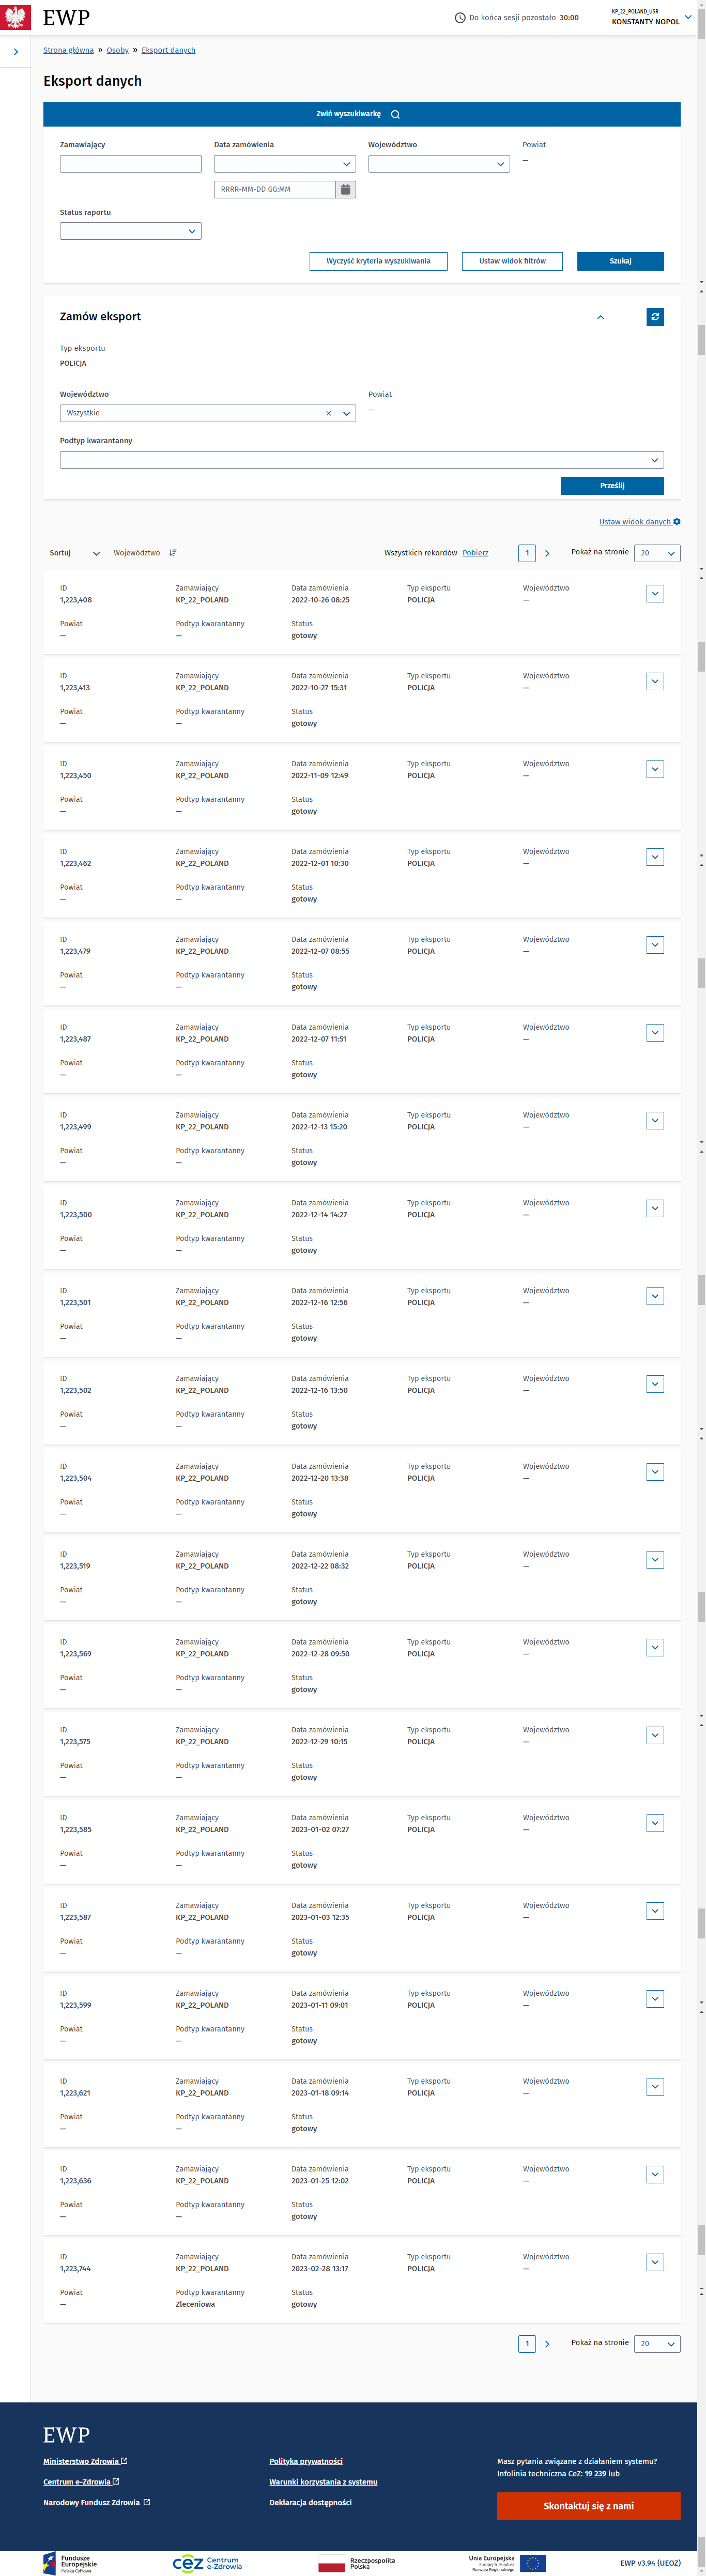 EWP
Do końca sesji pozostało 30:00
KP_22_POLAND_USR
KONSTANTY NOPOL
Strona główna » Osoby » Eksport danych
Eksport danych
Zwiń wyszukiwarkę
Zamawiający Data zamówienia Województwo Powiat
—
RRRR-MM-DD GG:MM
Status raportu
Wyczyść kryteria wyszukiwania Ustaw widok filtrów Szukaj
Zamów eksport
Typ eksportu
POLICJA
Województwo Powiat
Wszystkie —
Podtyp kwarantanny
Prześlij
Ustaw widok danych
Sortuj Województwo Wszystkich rekordów Pobierz 1 Pokaż na stronie 20
ID Zamawiający Data zamówienia Typ eksportu Województwo
1,223,408 KP_22_POLAND 2022-10-26 08:25 POLICJA —
Powiat Podtyp kwarantanny Status
— — gotowy
ID Zamawiający Data zamówienia Typ eksportu Województwo
1,223,413 KP_22_POLAND 2022-10-27 15:31 POLICJA —
Powiat Podtyp kwarantanny Status
— — gotowy
ID Zamawiający Data zamówienia Typ eksportu Województwo
1,223,450 KP_22_POLAND 2022-11-09 12:49 POLICJA —
Powiat Podtyp kwarantanny Status
— — gotowy
ID Zamawiający Data zamówienia Typ eksportu Województwo
1,223,462 KP_22_POLAND 2022-12-01 10:30 POLICJA —
Powiat Podtyp kwarantanny Status
— — gotowy
ID Zamawiający Data zamówienia Typ eksportu Województwo
1,223,479 KP_22_POLAND 2022-12-07 08:55 POLICJA —
Powiat Podtyp kwarantanny Status
— — gotowy
ID Zamawiający Data zamówienia Typ eksportu Województwo
1,223,487 KP_22_POLAND 2022-12-07 11:51 POLICJA —
Powiat Podtyp kwarantanny Status
— — gotowy
ID Zamawiający Data zamówienia Typ eksportu Województwo
1,223,499 KP_22_POLAND 2022-12-13 15:20 POLICJA —
Powiat Podtyp kwarantanny Status
— — gotowy
ID Zamawiający Data zamówienia Typ eksportu Województwo
1,223,500 KP_22_POLAND 2022-12-14 14:27 POLICJA —
Powiat Podtyp kwarantanny Status
— — gotowy
ID Zamawiający Data zamówienia Typ eksportu Województwo
1,223,501 KP_22_POLAND 2022-12-16 12:56 POLICJA —
Powiat Podtyp kwarantanny Status
— — gotowy
ID Zamawiający Data zamówienia Typ eksportu Województwo
1,223,502 KP_22_POLAND 2022-12-16 13:50 POLICJA —
Powiat Podtyp kwarantanny Status
— — gotowy
ID Zamawiający Data zamówienia Typ eksportu Województwo
1,223,504 KP_22_POLAND 2022-12-20 13:38 POLICJA —
Powiat Podtyp kwarantanny Status
— — gotowy
ID Zamawiający Data zamówienia Typ eksportu Województwo
1,223,519 KP_22_POLAND 2022-12-22 08:32 POLICJA —
Powiat Podtyp kwarantanny Status
— — gotowy
ID Zamawiający Data zamówienia Typ eksportu Województwo
1,223,569 KP_22_POLAND 2022-12-28 09:50 POLICJA —
Powiat Podtyp kwarantanny Status
— — gotowy
ID Zamawiający Data zamówienia Typ eksportu Województwo
1,223,575 KP_22_POLAND 2022-12-29 10:15 POLICJA —
Powiat Podtyp kwarantanny Status
— — gotowy
ID Zamawiający Data zamówienia Typ eksportu Województwo
1,223,585 KP_22_POLAND 2023-01-02 07:27 POLICJA —
Powiat Podtyp kwarantanny Status
— — gotowy
ID Zamawiający Data zamówienia Typ eksportu Województwo
1,223,587 KP_22_POLAND 2023-01-03 12:35 POLICJA —
Powiat Podtyp kwarantanny Status
— — gotowy
ID Zamawiający Data zamówienia Typ eksportu Województwo
1,223,599 KP_22_POLAND 2023-01-11 09:01 POLICJA —
Powiat Podtyp kwarantanny Status
— — gotowy
ID Zamawiający Data zamówienia Typ eksportu Województwo
1,223,621 KP_22_POLAND 2023-01-18 09:14 POLICJA —
Powiat Podtyp kwarantanny Status
— — gotowy
ID Zamawiający Data zamówienia Typ eksportu Województwo
1,223,636 KP_22_POLAND 2023-01-25 12:02 POLICJA —
Powiat Podtyp kwarantanny Status
— — gotowy
ID Zamawiający Data zamówienia Typ eksportu Województwo
1,223,744 KP_22_POLAND 2023-02-28 13:17 POLICJA —
Powiat Podtyp kwarantanny Status
— Zleceniowa gotowy
1 Pokaż na stronie 20
EWP
Ministerstwo Zdrowia Polityka prywatności Masz pytania związane z działaniem systemu?
Infolinia techniczna CeZ: 19 239 lub
Centrum e-Zdrowia Warunki korzystania z systemu
Narodowy Fundusz Zdrowia Deklaracja dostępności Skontaktuj się z nami
Fundusze
Europejskie
Polska Cyfrowa
cez Centrum
e-Zdrowia
Rzeczpospolita
Polska
Unia Europejska
Europejski Fundusz
Rozwoju Regionalnego
EWP v3.94 (UEOZ)